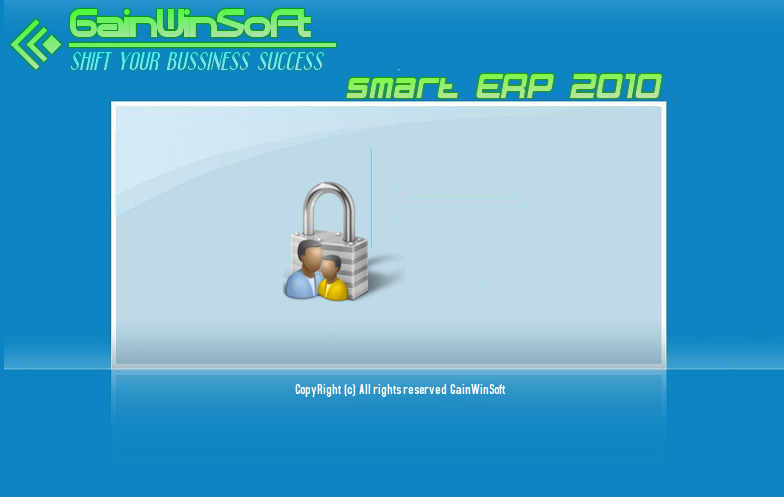 GainWinSoft
SHIFT YOUR BUSSINESS SUCCESS
smart ERP 2010
CopyRight (c) All rights reserved GainWinSoft